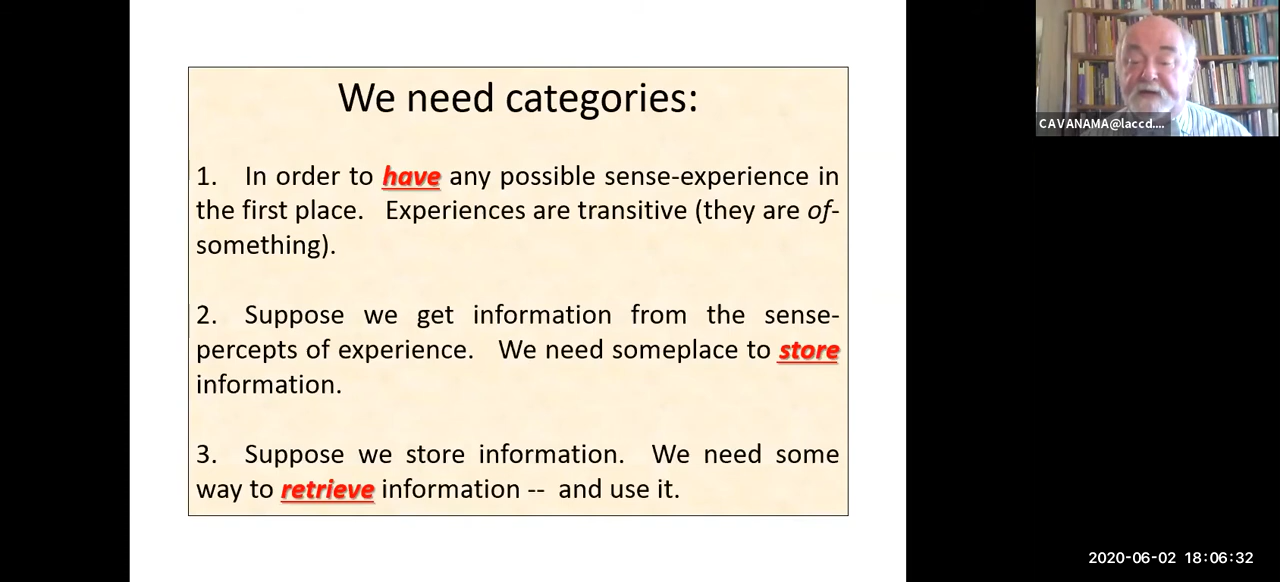 We need categories:
1. In order to have any possible sense-experience in
the first place. Experiences are transitive (they are of-
something).
2. Suppose we get information from the sense-
percepts of experience. We need someplace to store
information.
3. Suppose we store information. We need some
way to retrieve information -- and use it.
CAVANAMA@laccd....
2020-06-02 18:06:32